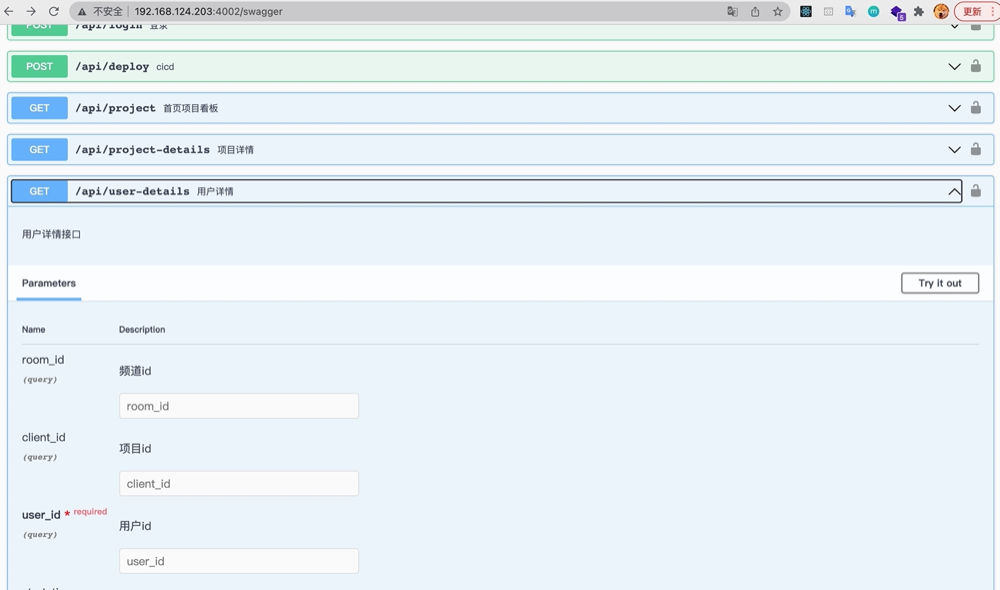 不安全 192.168.124.203:4002/swagger 更新
5
POST /api/login 登录
POST /api/deploy cicd
GET /api/project 首页项目看板
GET /api/project-details 项目详情
GET /api/user-details 用户详情
用户详情接口
Parameters Try it out
Name Description
room_id 频道id
(query)
room_id
client_id 项目id
(query)
client_id
user_id * required 用户id
(query)
user_id